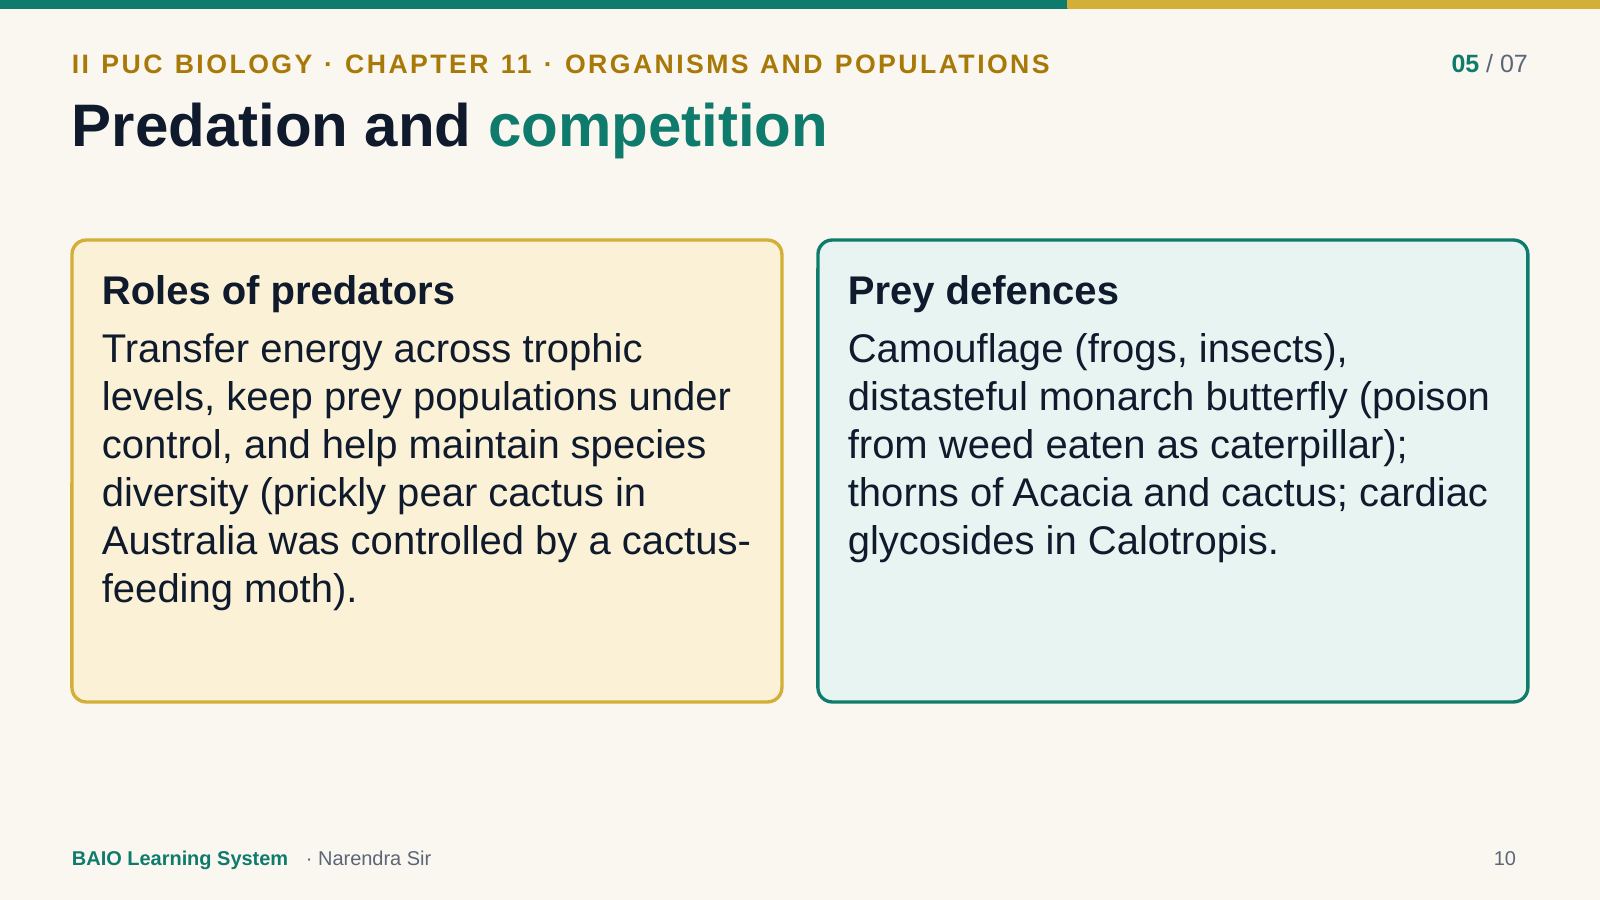 II PUC BIOLOGY · CHAPTER 11 · ORGANISMS AND POPULATIONS
05 / 07
Predation and competition
Roles of predators
Transfer energy across trophic
levels, keep prey populations under
control, and help maintain species
diversity (prickly pear cactus in
Australia was controlled by a cactus-
feeding moth).
Prey defences
Camouflage (frogs, insects),
distasteful monarch butterfly (poison
from weed eaten as caterpillar);
thorns of Acacia and cactus; cardiac
glycosides in Calotropis.
BAIO Learning System · Narendra Sir
10